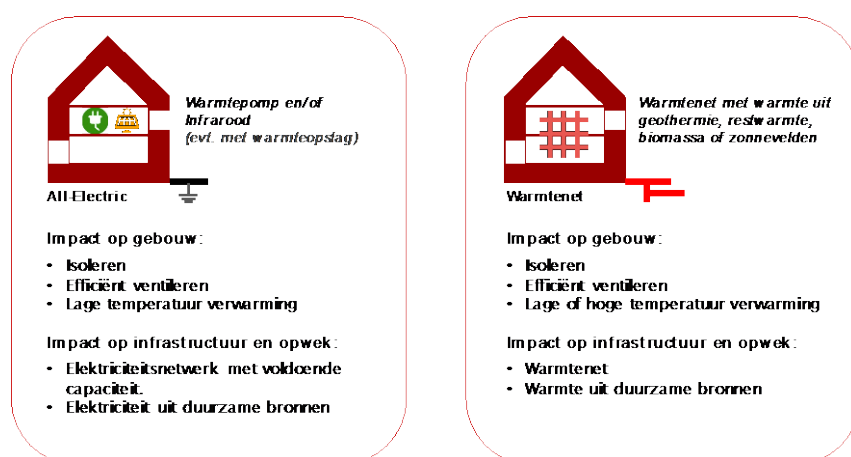 Warmtepomp en/of
Infrarood
(evt. met warmteopslag)
All-Electric
Impact op gebouw:
• Isoleren
• Efficiënt ventileren
• Lage temperatuur verwarming
Impact op infrastructuur en opwek:
• Elektriciteitsnetwerk met voldoende
capaciteit.
• Elektriciteit uit duurzame bronnen
Warmtenet met warmte uit
geothermie, restwarmte,
biomassa of zonnevelden
Warmtenet
Impact op gebouw:
• Isoleren
• Efficiënt ventileren
• Lage of hoge temperatuur verwarming
Impact op infrastructuur en opwek:
• Warmtenet
• Warmte uit duurzame bronnen